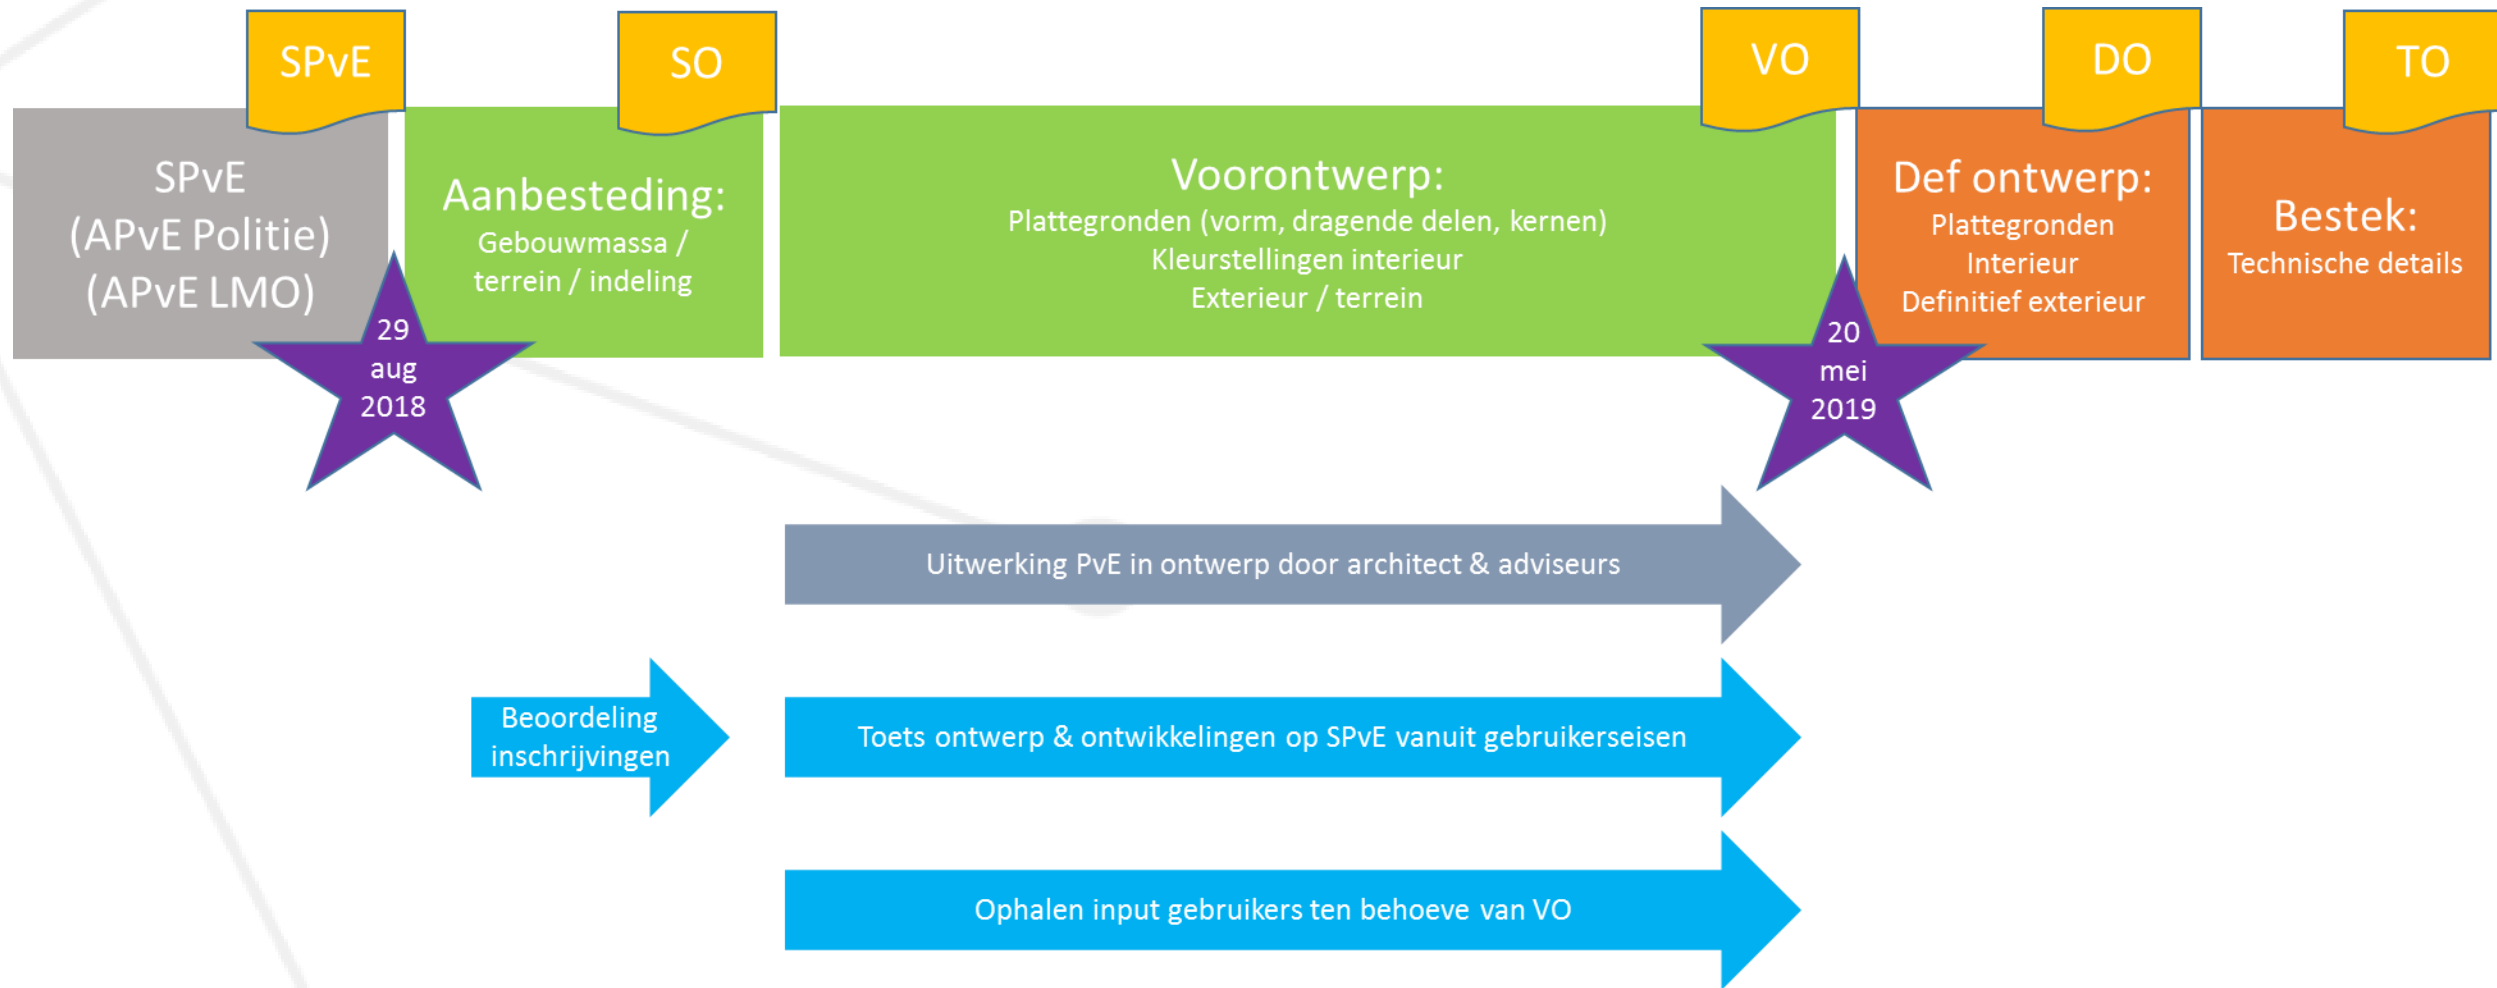 SPvE
SO
VO
DO
TO
SPvE
(APvE Politie)
(APvE LMO)
Aanbesteding:
Gebouwmassa /
terrein / indeling
Voorontwerp:
Plattegronden (vorm, dragende delen, kernen)
Kleurstellingen interieur
Exterieur / terrein
Def ontwerp:
Plattegronden
Interieur
Definitief exterieur
Bestek:
Technische details
29
aug
2018
20
mei
2019
Uitwerking PvE in ontwerp door architect & adviseurs
Beoordeling
inschrijvingen
Toets ontwerp & ontwikkelingen op SPvE vanuit gebruikerseisen
Ophalen input gebruikers ten behoeve van VO